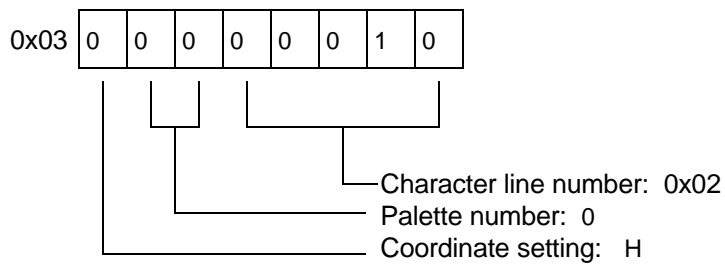 0x03 0 0 0 0 0 0 1 0
Character line number: 0x02
Palette number: 0
Coordinate setting: H